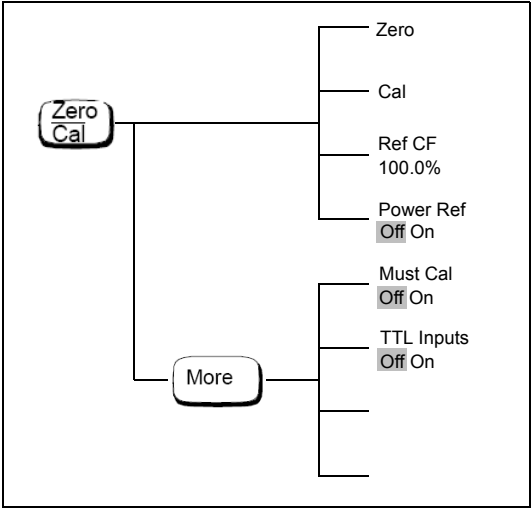 Zero
Cal
Zero
Cal
Ref CF
100.0%
Power Ref
Off On
Must Cal
Off On
TTL Inputs
Off On
More